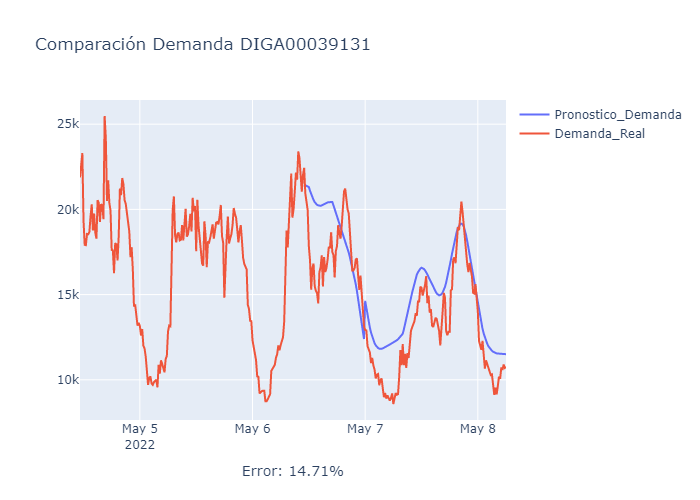 Comparación Demanda DIGA00039131
Pronostico_Demanda
Demanda_Real
25k
20k
15k
10k
May 5
2022
May 6
May 7
May 8
Error: 14.71%